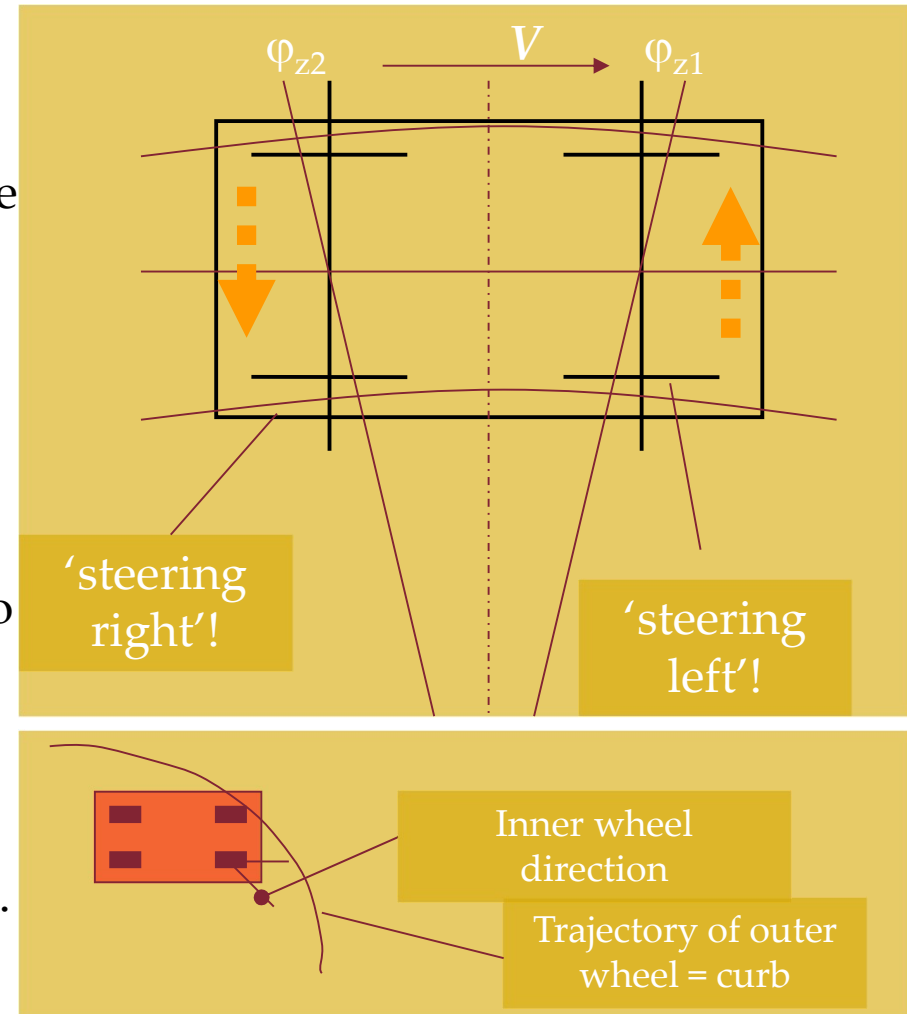 φz2
V
φz1
e
'steering
right'!
o
'steering
left'!
Inner wheel
direction
.
Trajectory of outer
wheel = curb